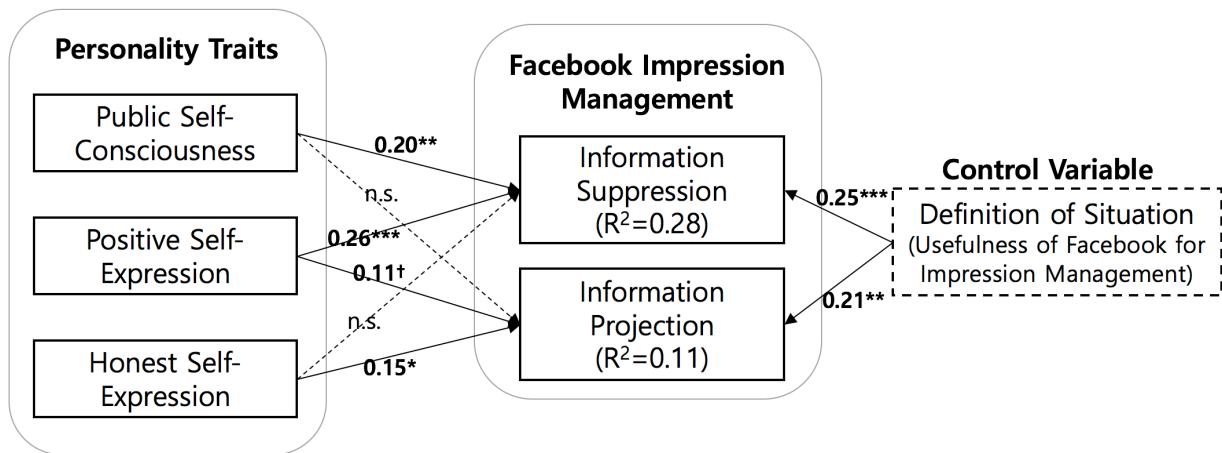 Personality Traits
Public Self-
Consciousness
Positive Self-
Expression
Honest Self-
Expression
0.20**
n.s.
0.26***
0.11†
n.s.
0.15*
Facebook Impression
Management
Information
Suppression
(R²=0.28)
Information
Projection
(R²=0.11)
0.25***
0.21**
Control Variable
Definition of Situation
(Usefulness of Facebook for
Impression Management)